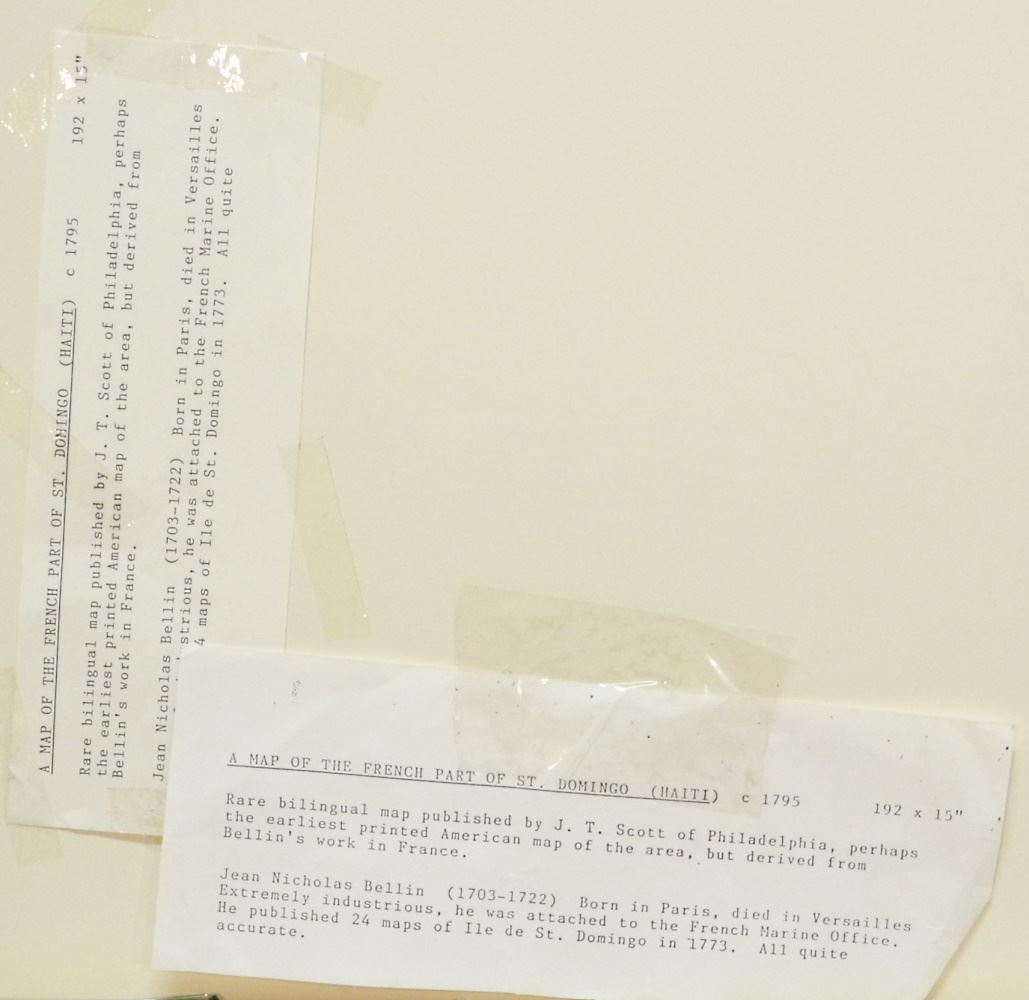 A MAP OF THE FRENCH PART OF ST. DOMINGO (HAITI) c 1795 192 x 15"
Rare bilingual map published by J. T. Scott of Philadelphia, perhaps
the earliest printed American map of the area, but derived from
Bellin's work in France.
Jean Nicholas Bellin (1703-1722) Born in Paris, died in Versailles
strious, he was attached to the French Marine Office.
4 maps of Ile de St. Domingo in 1773. All quite
A MAP OF THE FRENCH PART OF ST. DOMINGO (HAITI) c 1795 192 x 15"
Rare bilingual map published by J. T. Scott of Philadelphia, perhaps
the earliest printed American map of the area, but derived from
Bellin's work in France.
Jean Nicholas Bellin (1703-1722) Born in Paris, died in Versailles
Extremely industrious, he was attached to the French Marine Office.
He published 24 maps of Ile de St. Domingo in 1773. All quite
accurate.